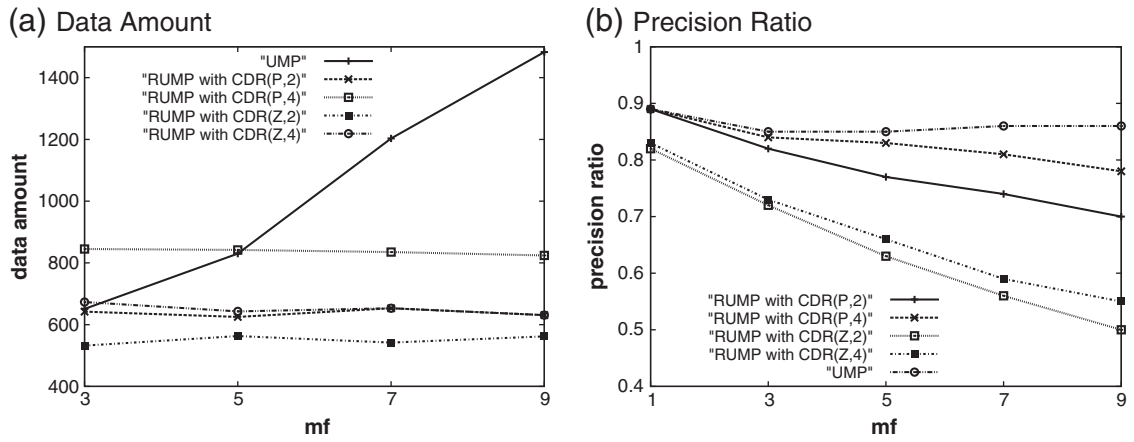 (a) Data Amount
1400
1200
1000
800
600
400
3
5
7
9
data amount
mf
"UMP"
"RUMP with CDR(P,2)"
"RUMP with CDR(P,4)"
"RUMP with CDR(Z,2)"
"RUMP with CDR(Z,4)"
(b) Precision Ratio
1
0.9
0.8
0.7
0.6
0.5
0.4
1
3
5
7
9
precision ratio
mf
"RUMP with CDR(P,2)"
"RUMP with CDR(P,4)"
"RUMP with CDR(Z,2)"
"RUMP with CDR(Z,4)"
"UMP"